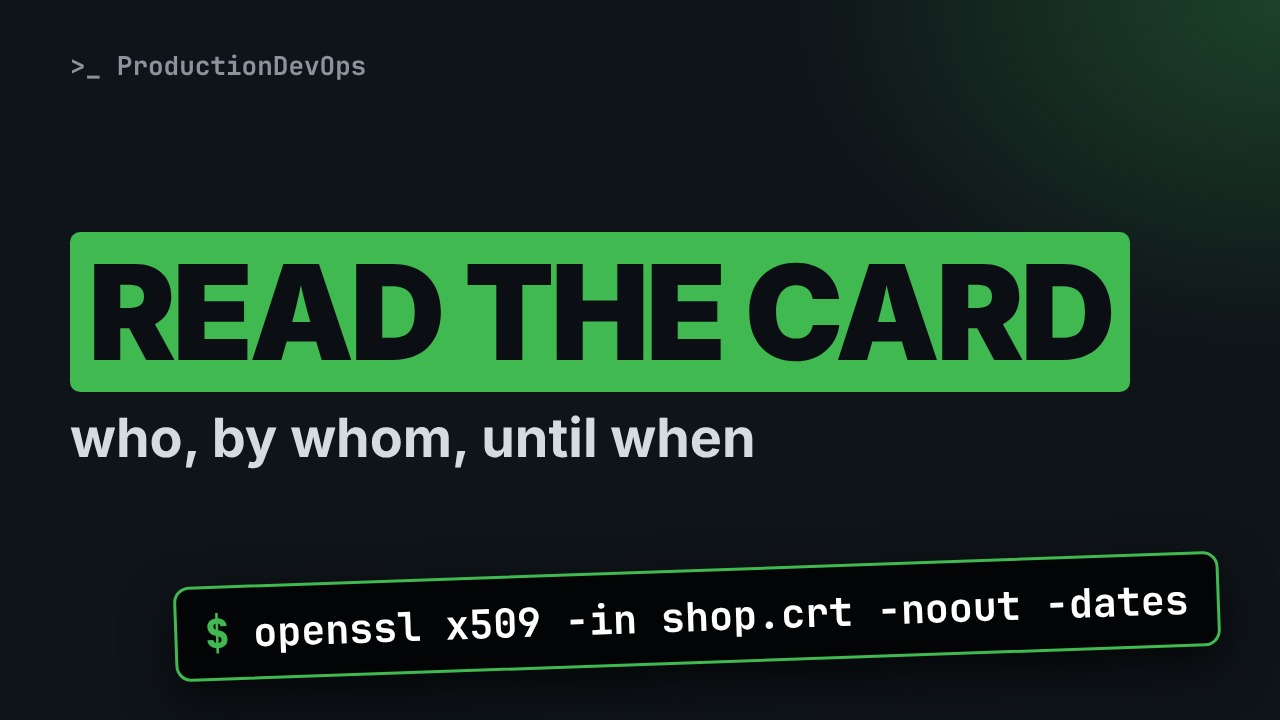 >_ ProductionDevOps
READ THE CARD
who, by whom, until when
$ openssl x509 -in shop.crt -noout -dates